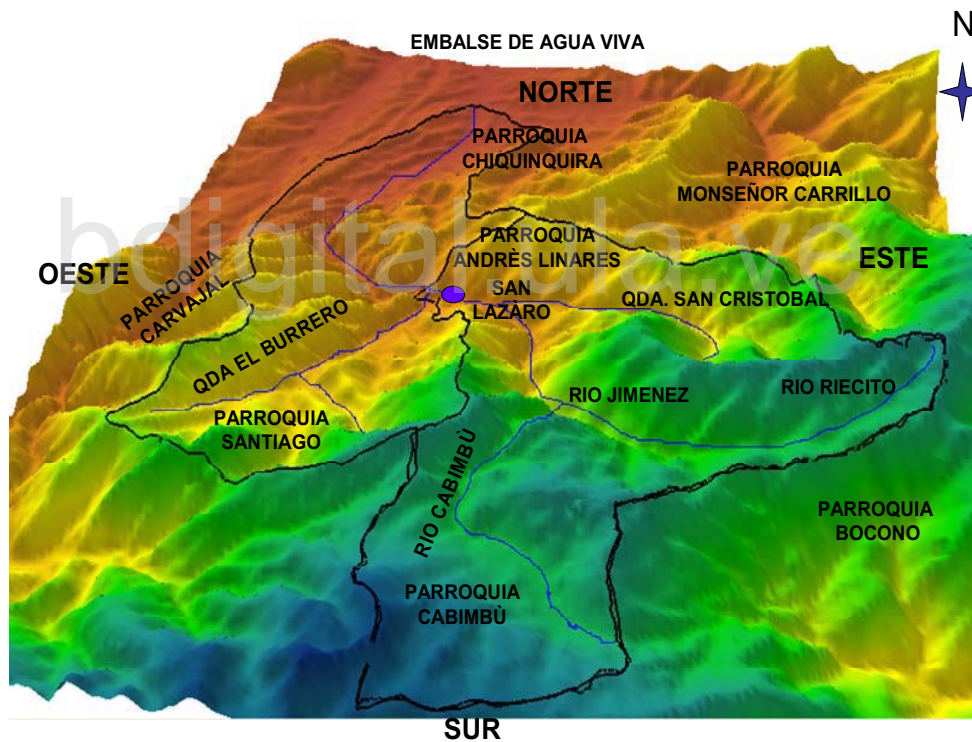 N
EMBALSE DE AGUA VIVA
NORTE
PARROQUIA
CHIQUINQUIRA
PARROQUIA
MONSEÑOR CARRILLO
bdigital.ula.ve
PARROQUIA
ANDRÈS LINARES
ESTE
OESTE
PARROQUIA
CARVAJAL
SAN
LAZÀRO
QDA. SAN CRISTOBAL
QDA EL BURRERO
RIO JIMENEZ
RIO RIECITO
PARROQUIA
SANTIAGO
RIO CABIMBÙ
PARROQUIA
BOCONO
PARROQUIA
CABIMBÙ
SUR